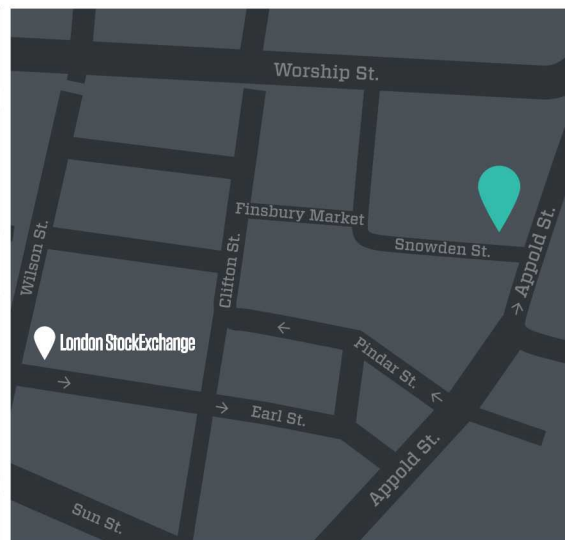 Worship St.
Finsbury Market
Snowden St.
Appold St.
Wilson St.
Clifton St.
London StockExchange
Pindar St.
Earl St.
Appold St.
Sun St.